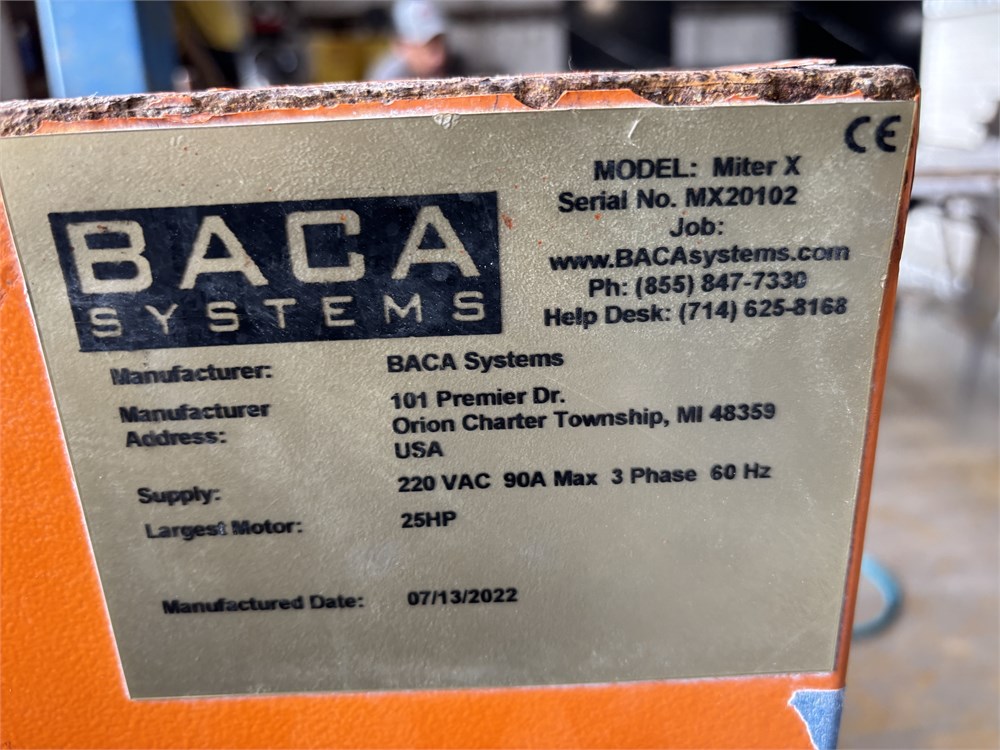 CE
MODEL: Miter X
Serial No. MX20102
Job:
www.BACAsystems.com
Ph: (855) 847-7330
Help Desk: (714) 625-8168
BACA
SYSTEMS
Manufacturer: BACA Systems
Manufacturer Address: 101 Premier Dr.
Orion Charter Township, MI 48359
USA
Supply: 220 VAC 90A Max 3 Phase 60 Hz
Largest Motor: 25HP
Manufactured Date: 07/13/2022